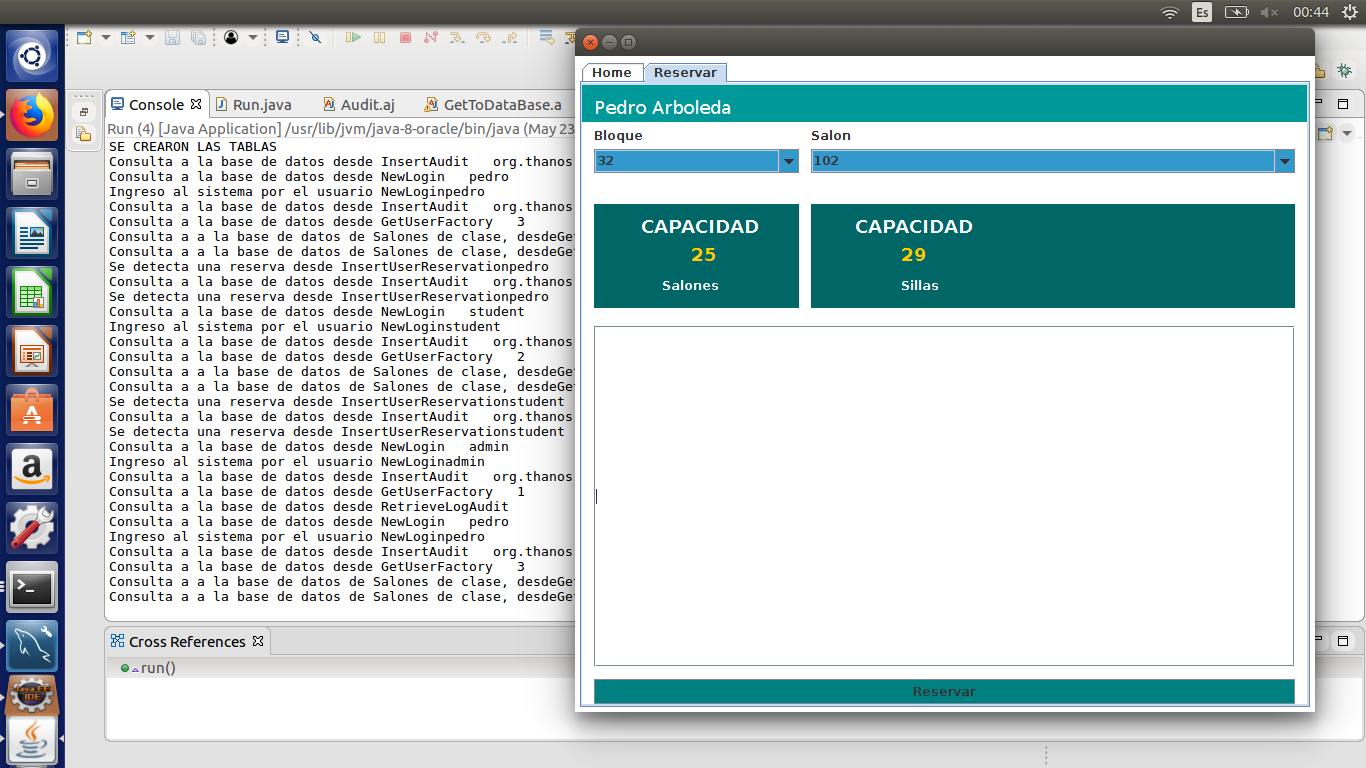 Es
00:44
Console
Run.java
Audit.aj
GetToDataBase.a
Run (4) [Java Application] /usr/lib/jvm/java-8-oracle/bin/java (May 23
SE CREARON LAS TABLAS
Consulta a la base de datos desde InsertAudit   org.thanos
Consulta a la base de datos desde NewLogin   pedro
Ingreso al sistema por el usuario NewLoginpedro
Consulta a la base de datos desde InsertAudit   org.thanos
Consulta a la base de datos desde GetUserFactory   3
Consulta a a la base de datos de Salones de clase, desdeGe
Consulta a a la base de datos de Salones de clase, desdeGe
Se detecta una reserva desde InsertUserReservationpedro
Consulta a la base de datos desde InsertAudit   org.thanos
Se detecta una reserva desde InsertUserReservationpedro
Consulta a la base de datos desde NewLogin   student
Ingreso al sistema por el usuario NewLoginstudent
Consulta a la base de datos desde InsertAudit   org.thanos
Consulta a la base de datos desde GetUserFactory   2
Consulta a a la base de datos de Salones de clase, desdeGe
Consulta a a la base de datos de Salones de clase, desdeGe
Se detecta una reserva desde InsertUserReservationstudent
Consulta a la base de datos desde InsertAudit   org.thanos
Se detecta una reserva desde InsertUserReservationstudent
Consulta a la base de datos desde NewLogin   admin
Ingreso al sistema por el usuario NewLoginadmin
Consulta a la base de datos desde InsertAudit   org.thanos
Consulta a la base de datos desde GetUserFactory   1
Consulta a la base de datos desde RetrieveLogAudit
Consulta a la base de datos desde NewLogin   pedro
Ingreso al sistema por el usuario NewLoginpedro
Consulta a la base de datos desde InsertAudit   org.thanos
Consulta a la base de datos desde GetUserFactory   3
Consulta a a la base de datos de Salones de clase, desdeGe
Consulta a a la base de datos de Salones de clase, desdeGe
Cross References
run()
Java EE
IDE
Home
Reservar
Pedro Arboleda
Bloque
Salon
32
102
CAPACIDAD
25
Salones
CAPACIDAD
29
Sillas
Reservar